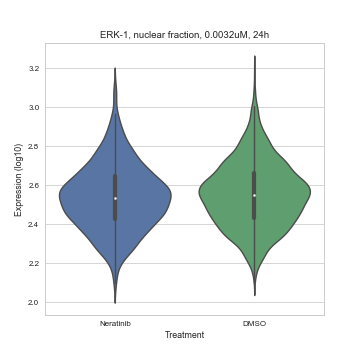 ERK-1, nuclear fraction, 0.0032uM, 24h
3.2
3.0
2.8
2.6
2.4
2.2
2.0
Expression (log10)
Neratinib DMSO
Treatment